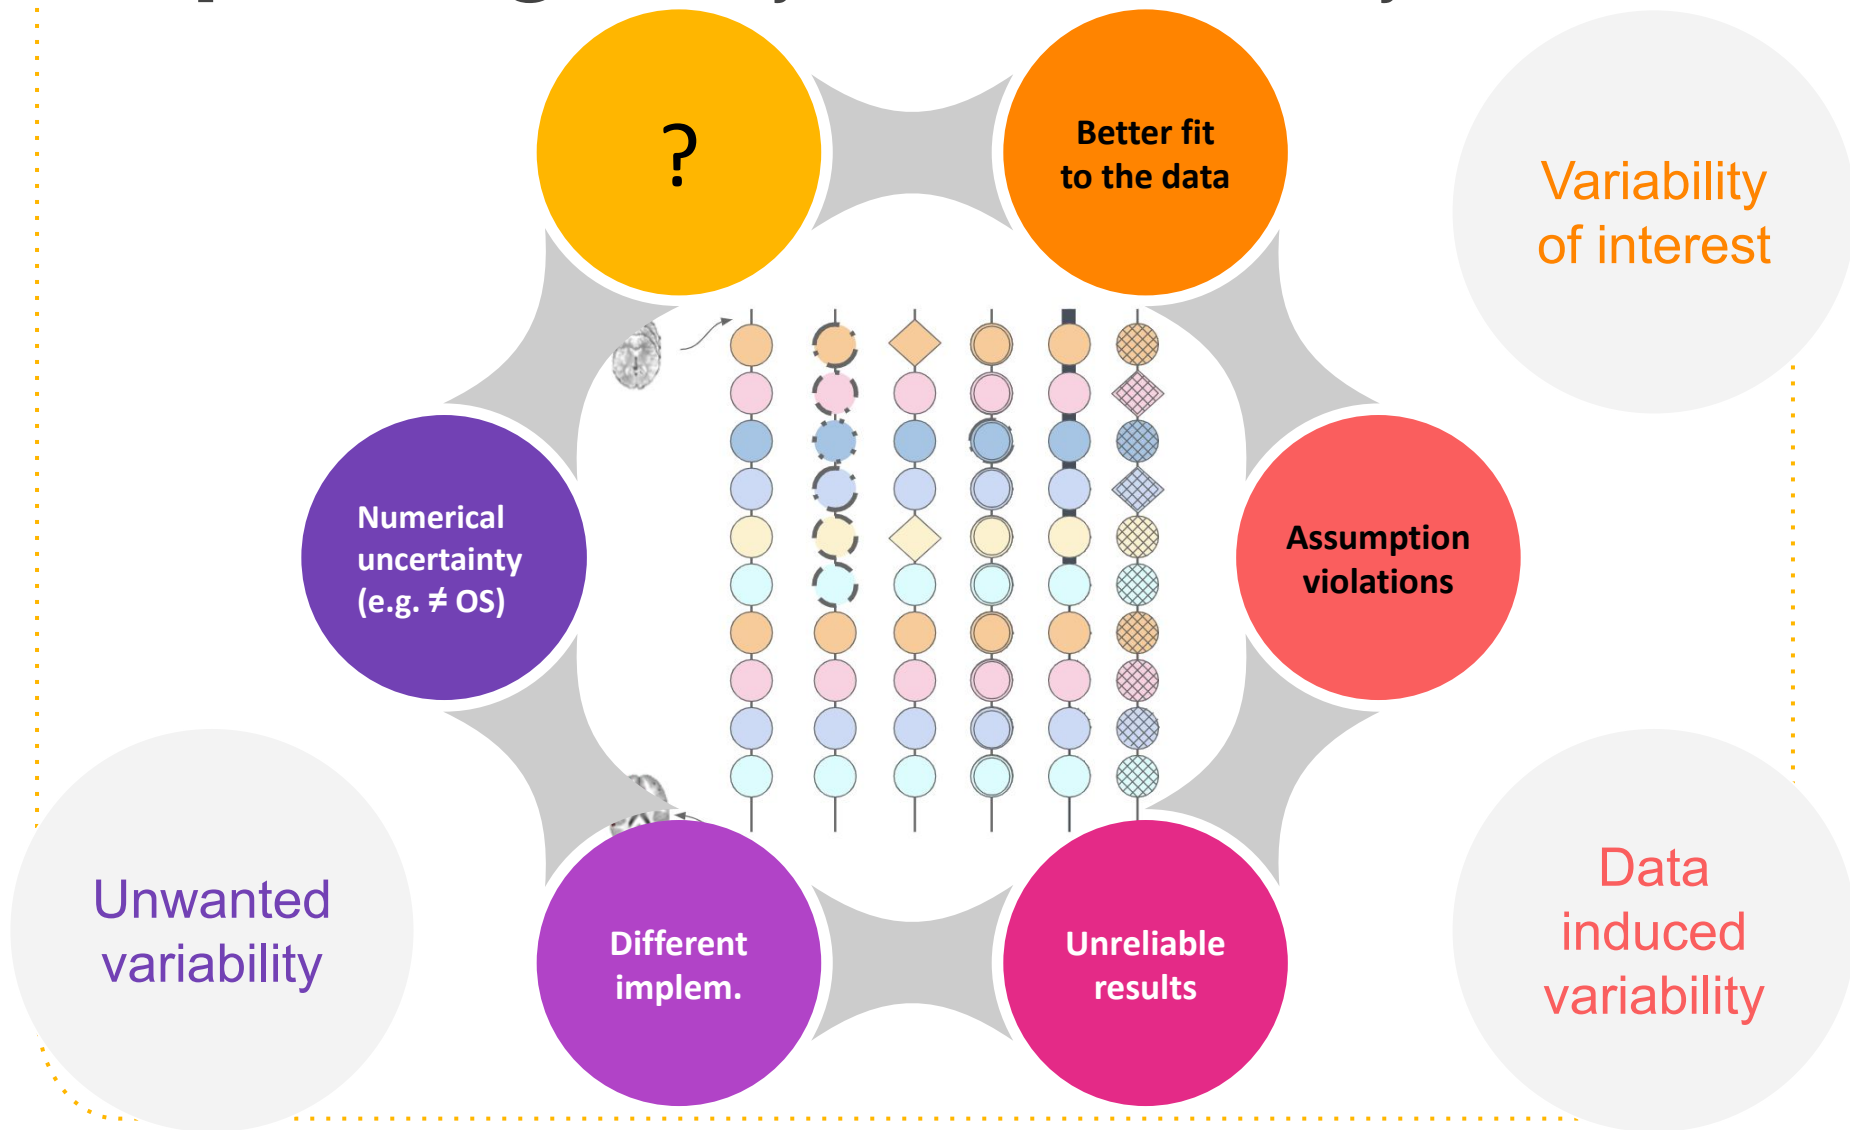 ?
Better fit
to the data
Variability
of interest
Numerical
uncertainty
(e.g. ≠ OS)
Assumption
violations
Unwanted
variability
Different
implem.
Unreliable
results
Data
induced
variability